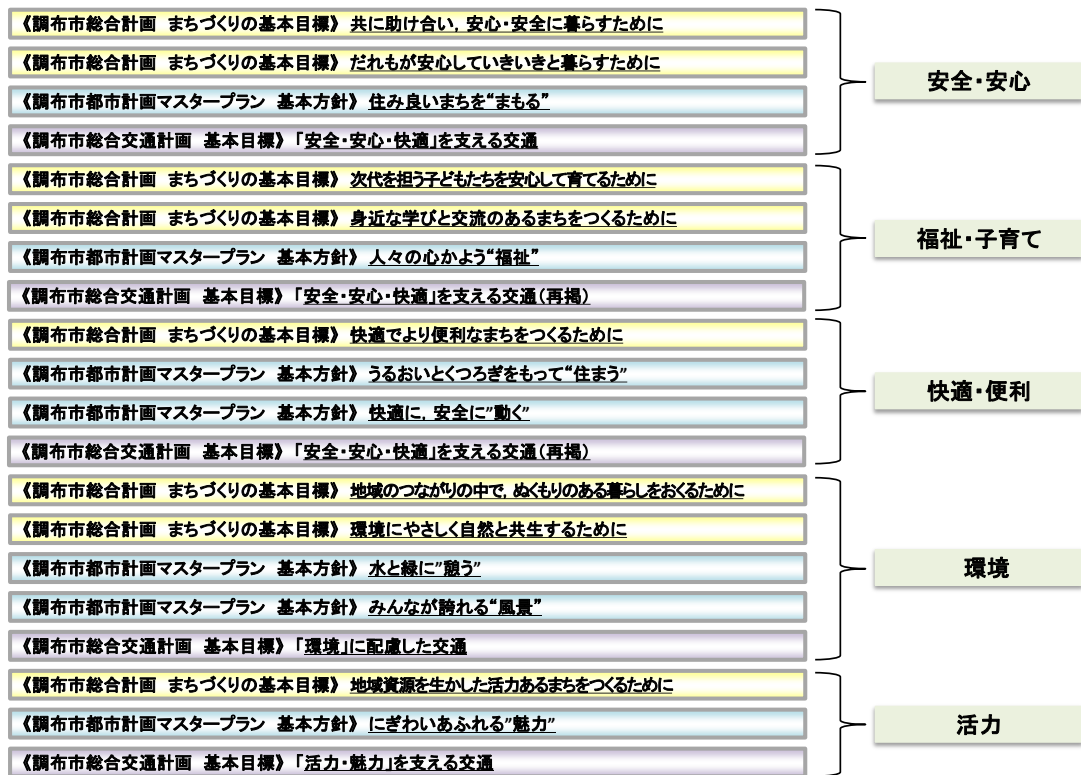 《調布市総合計画 まちづくりの基本目標》 共に助け合い，安心・安全に暮らすために
《調布市総合計画 まちづくりの基本目標》 だれもが安心していきいきと暮らすために
《調布市都市計画マスタープラン 基本方針》 住み良いまちを“まもる”
《調布市総合交通計画 基本目標》 「安全・安心・快適」を支える交通
安全・安心
《調布市総合計画 まちづくりの基本目標》 次代を担う子どもたちを安心して育てるために
《調布市総合計画 まちづくりの基本目標》 身近な学びと交流のあるまちをつくるために
《調布市都市計画マスタープラン 基本方針》 人々の心かよう“福祉”
《調布市総合交通計画 基本目標》 「安全・安心・快適」を支える交通（再掲）
福祉・子育て
《調布市総合計画 まちづくりの基本目標》 快適でより便利なまちをつくるために
《調布市都市計画マスタープラン 基本方針》 うるおいとくつろぎをもって“住まう”
《調布市都市計画マスタープラン 基本方針》 快適に，安全に”動く”
《調布市総合交通計画 基本目標》 「安全・安心・快適」を支える交通（再掲）
快適・便利
《調布市総合計画 まちづくりの基本目標》 地域のつながりの中で，ぬくもりのある暮らしをおくるために
《調布市総合計画 まちづくりの基本目標》 環境にやさしく自然と共生するために
《調布市都市計画マスタープラン 基本方針》 水と緑に”憩う”
《調布市都市計画マスタープラン 基本方針》 みんなが誇れる“風景”
《調布市総合交通計画 基本目標》 「環境」に配慮した交通
環境
《調布市総合計画 まちづくりの基本目標》 地域資源を生かした活力あるまちをつくるために
《調布市都市計画マスタープラン 基本方針》 にぎわいあふれる”魅力”
《調布市総合交通計画 基本目標》 「活力・魅力」を支える交通
活力